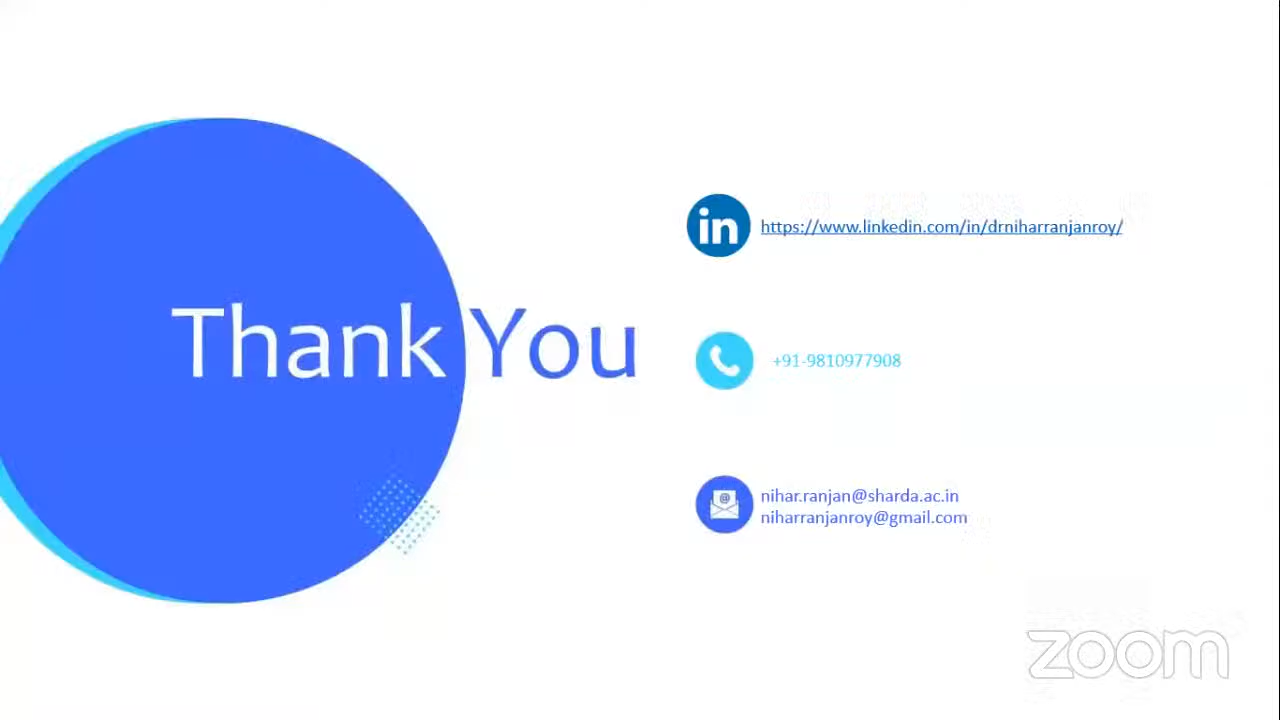 Thank You
in
https://www.linkedin.com/in/drniharranjanroy/
+91-9810977908
@
nihar.ranjan@sharda.ac.in
niharranjanroy@gmail.com
zoom